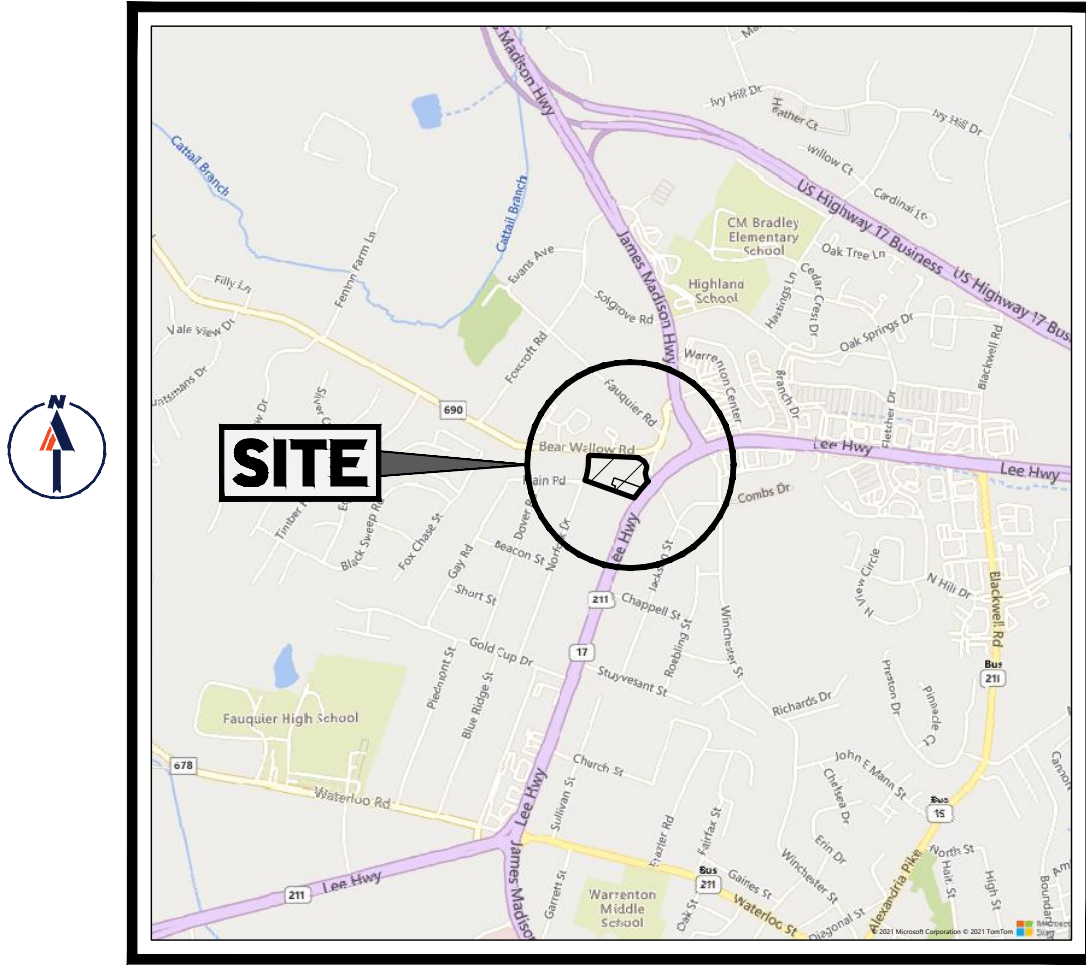 N
Madison Hwy
Ivy Hill Dr
Heather Ct
Ivy Hill Dr
Willow Ct
Cattail Branch
Cattail Branch
Cardinal Ln
US Highway 17 Business
US Highway 17 Bus
CM Bradley
Elementary
School
Oak Tree Ln
James Madison Hwy
Evans Ave
Fenton Farm Ln
Filly Ln
Highland
School
Hastings Ln
Cedar Crest Dr
Solgrove Rd
Vale View Dr
Oak Springs Dr
Blackwell Rd
Foxcroft Rd
Warrenton Center
Branch Dr
Fauquier Rd
Fletcher Dr
690
SITE
Bear Wallow Rd
Lee Hwy
Lee Hwy
Combs Dr
Lee Hwy
Norfolk Dr
Beacon St
Black Sweep Rd
Fox Chase St
Gay Rd
Jackson St
Short St
211
Chappell St
Roebling St
Winchester St
N View Circle
N Hill Dr
Blackwell Rd
17
Gold Cup Dr
Stuyvesant St
Bus
211
Piedmont St
Blue Ridge St
Richards Dr
Preston Dr
Pinnacle Ct
Fauquier High School
678
Waterloo Rd
Church St
Sullivan St
Lee Hwy
John E Mann St
Chelsea Dr
Cannon
Bus
15
Frazier Rd
Fairfax St
Erin Dr
Winchester St
Alexandria Pike
North St
Hair St
High St
211
Lee Hwy
James Madison
Garrett St
Warrenton
Middle
School
Oak St
Bus
211
Gaines St
Waterloo St
Diagonal St
© 2021 Microsoft Corporation © 2021 TomTom